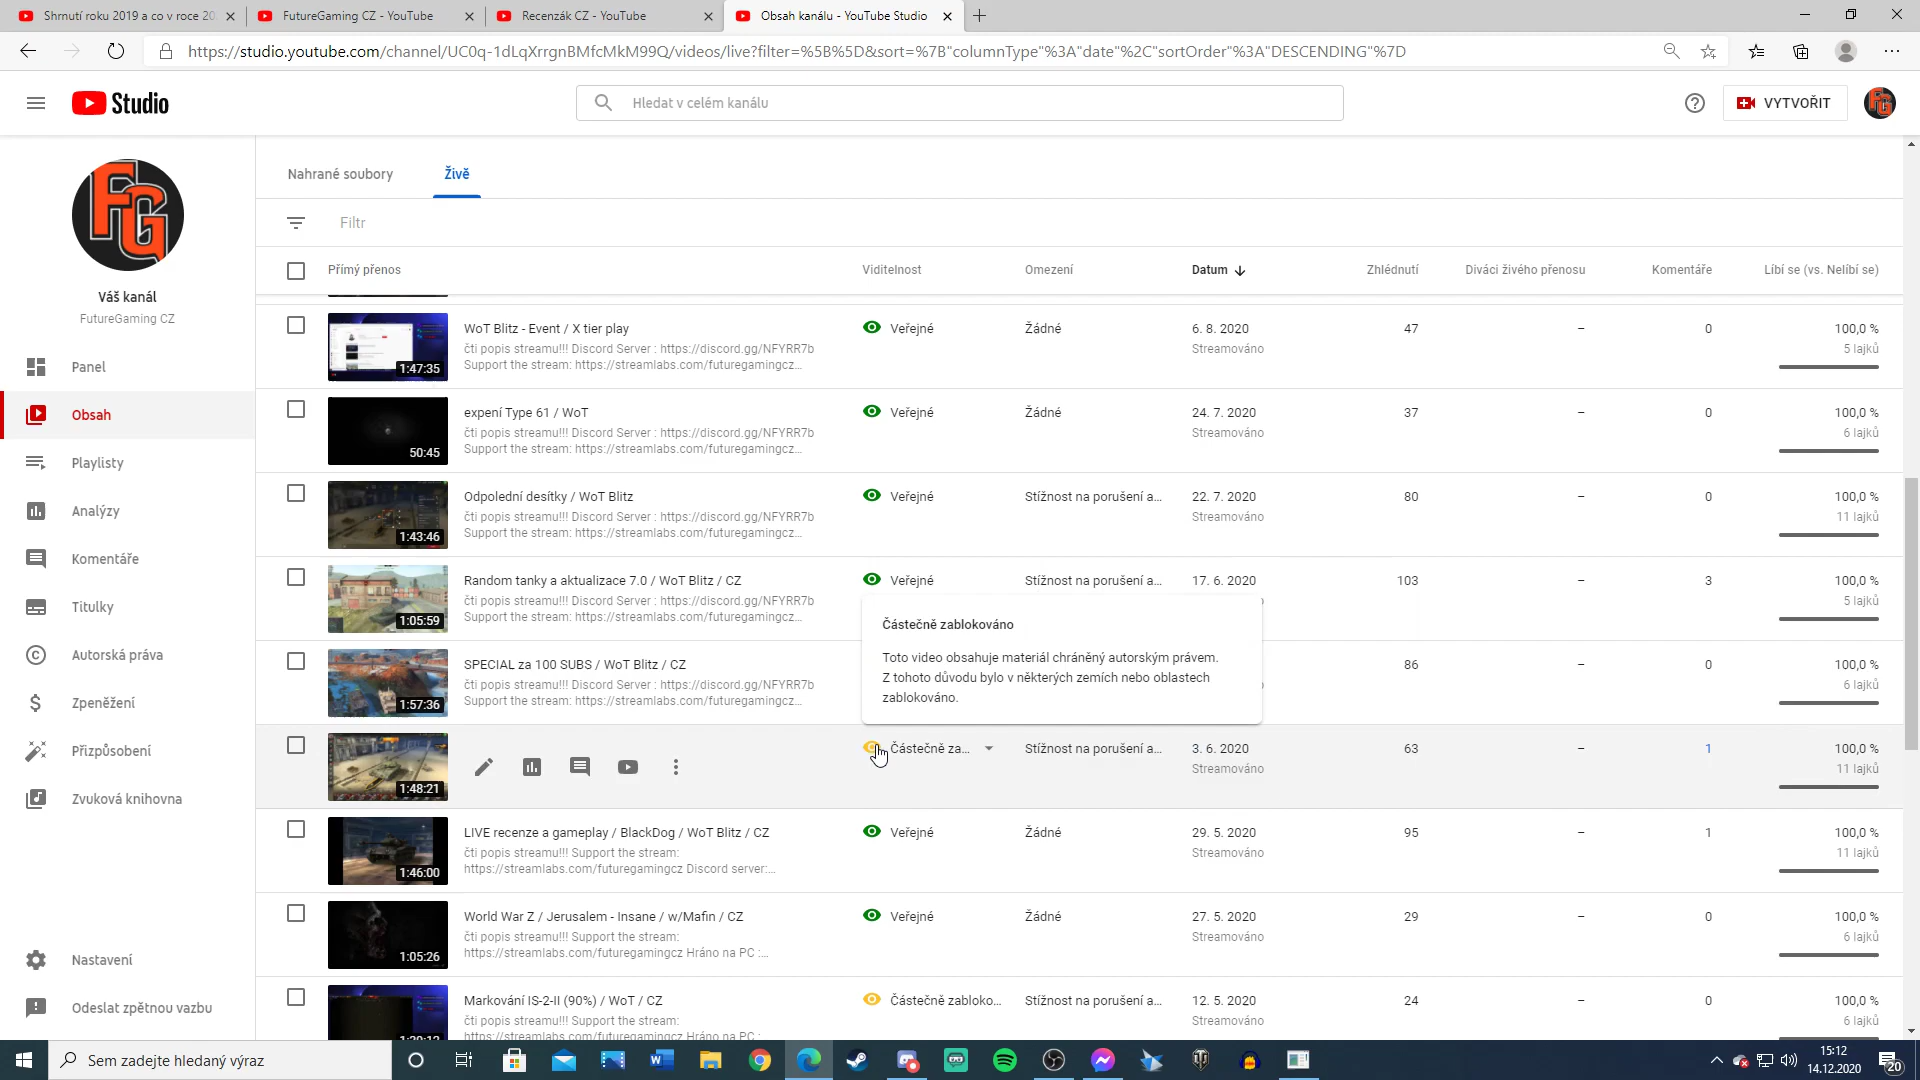 Shrnutí roku 2019 a co v roce 20
FutureGaming CZ - YouTube
Recenzák CZ - YouTube
Obsah kanálu - YouTube Studio
https://studio.youtube.com/channel/UC0q-1dLqXrrgnBMfcMkM99Q/videos/live?filter=%5B%5D&sort=%7B"columnType"%3A"date"%2C"sortOrder"%3A"DESCENDING"%7D
Studio
Hledat v celém kanálu
VYTVOŘIT
FG
FG
Váš kanál
FutureGaming CZ
Panel
Obsah
Playlisty
Analýzy
Komentáře
Titulky
Autorská práva
Zpeněžení
Přizpůsobení
Zvuková knihovna
Nastavení
Odeslat zpětnou vazbu
Nahrané soubory
Živě
Filtr
Přímý přenos
Viditelnost
Omezení
Datum
Zhlédnutí
Diváci živého přenosu
Komentáře
Líbí se (vs. Nelíbí se)
1:47:35
WoT Blitz - Event / X tier play
čti popis streamu!!! Discord Server : https://discord.gg/NFYRR7b
Support the stream: https://streamlabs.com/futuregamingcz...
Veřejné
Žádné
6. 8. 2020
Streamováno
47
–
0
100,0 %
5 lajků
50:45
expení Type 61 / WoT
čti popis streamu!!! Discord Server : https://discord.gg/NFYRR7b
Support the stream: https://streamlabs.com/futuregamingcz...
Veřejné
Žádné
24. 7. 2020
Streamováno
37
–
0
100,0 %
6 lajků
1:43:46
Odpolední desítky / WoT Blitz
čti popis streamu!!! Discord Server : https://discord.gg/NFYRR7b
Support the stream: https://streamlabs.com/futuregamingcz...
Veřejné
Stížnost na porušení a...
22. 7. 2020
Streamováno
80
–
0
100,0 %
11 lajků
1:05:59
Random tanky a aktualizace 7.0 / WoT Blitz / CZ
čti popis streamu!!! Discord Server : https://discord.gg/NFYRR7b
Support the stream: https://streamlabs.com/futuregamingcz...
Veřejné
Stížnost na porušení a...
17. 6. 2020
103
–
3
100,0 %
5 lajků
1:57:36
SPECIAL za 100 SUBS / WoT Blitz / CZ
čti popis streamu!!! Discord Server : https://discord.gg/NFYRR7b
Support the stream: https://streamlabs.com/futuregamingcz...
86
–
0
100,0 %
6 lajků
Částečně zablokováno
Toto video obsahuje materiál chráněný autorským právem.
Z tohoto důvodu bylo v některých zemích nebo oblastech
zablokováno.
1:48:21
Částečně za...
Stížnost na porušení a...
3. 6. 2020
Streamováno
63
–
1
100,0 %
11 lajků
1:46:00
LIVE recenze a gameplay / BlackDog / WoT Blitz / CZ
čti popis streamu!!! Support the stream:
https://streamlabs.com/futuregamingcz Discord server:...
Veřejné
Žádné
29. 5. 2020
Streamováno
95
–
1
100,0 %
11 lajků
1:05:26
World War Z / Jerusalem - Insane / w/Mafin / CZ
čti popis streamu!!! Support the stream:
https://streamlabs.com/futuregamingcz Hráno na PC :...
Veřejné
Žádné
27. 5. 2020
Streamováno
29
–
0
100,0 %
6 lajků
Markování IS-2-II (90%) / WoT / CZ
čti popis streamu!!! Support the stream:
https://streamlabs.com/futuregamingcz Hráno na PC :...
Částečně zabloko...
Stížnost na porušení a...
12. 5. 2020
Streamováno
24
–
0
100,0 %
6 lajků
Sem zadejte hledaný výraz
15:12
14.12.2020
20